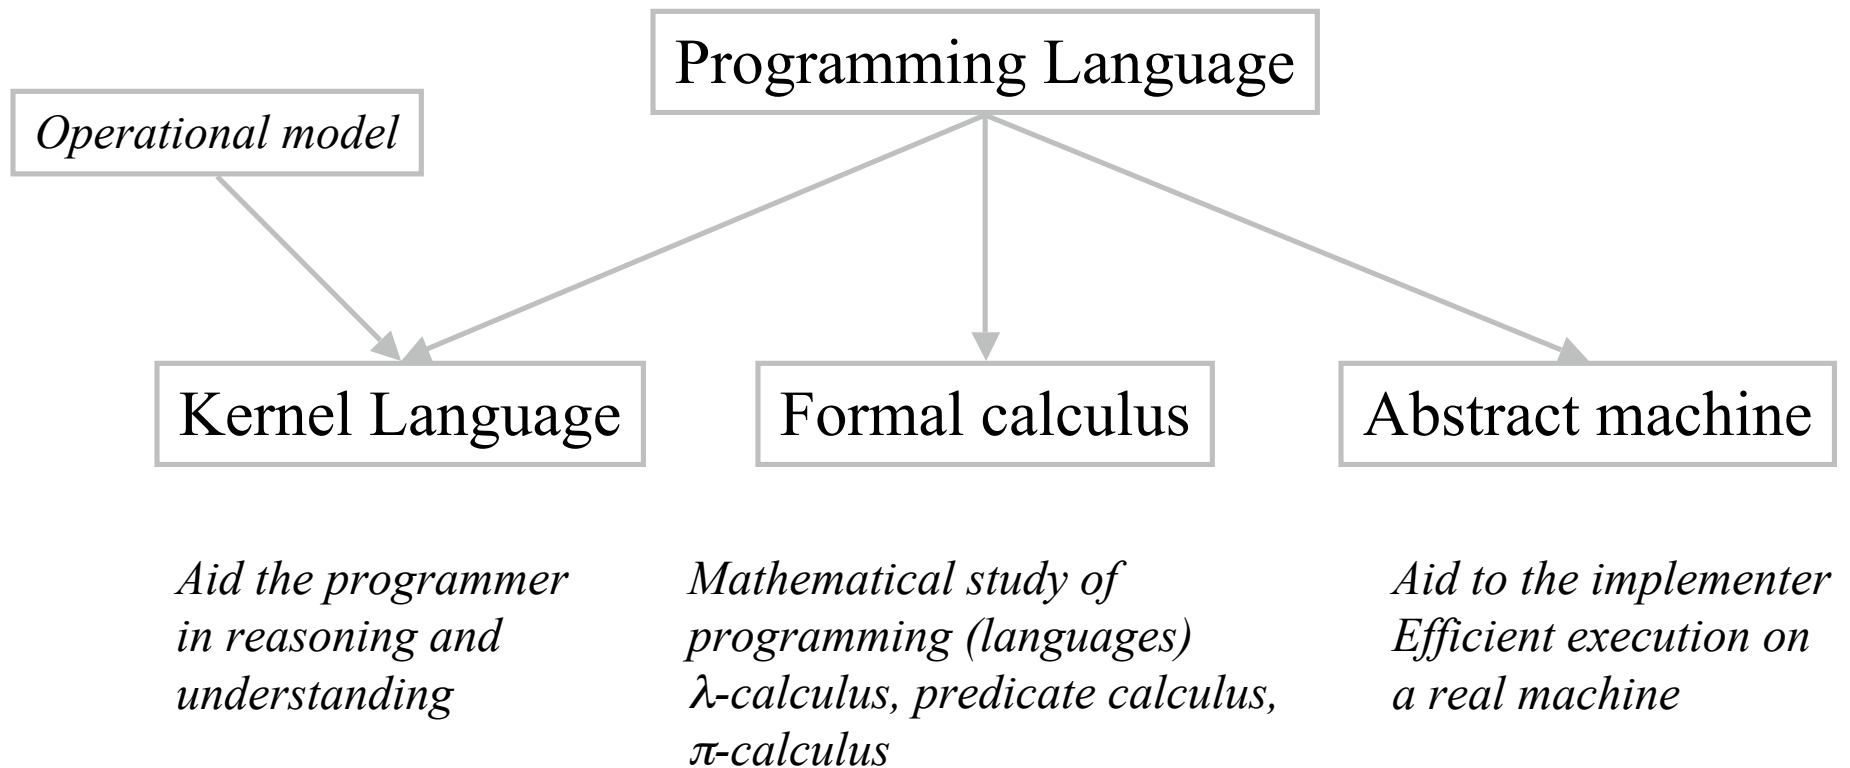 Programming Language
Operational model
Kernel Language
Formal calculus
Abstract machine
Aid the programmer
in reasoning and
understanding
Mathematical study of
programming (languages)
λ-calculus, predicate calculus,
π-calculus
Aid to the implementer
Efficient execution on
a real machine